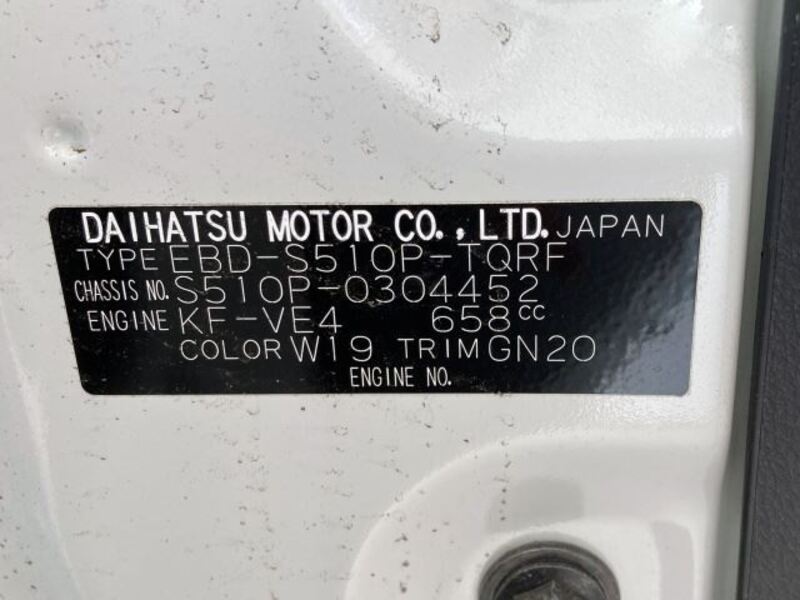 DAIHATSU MOTOR CO., LTD. JAPAN
TYPE EBD-S510P-TQRF
CHASSIS NO. S510P-0304452
ENGINE KF-VE4 658cc
COLOR W19 TRIM GN20
ENGINE NO.